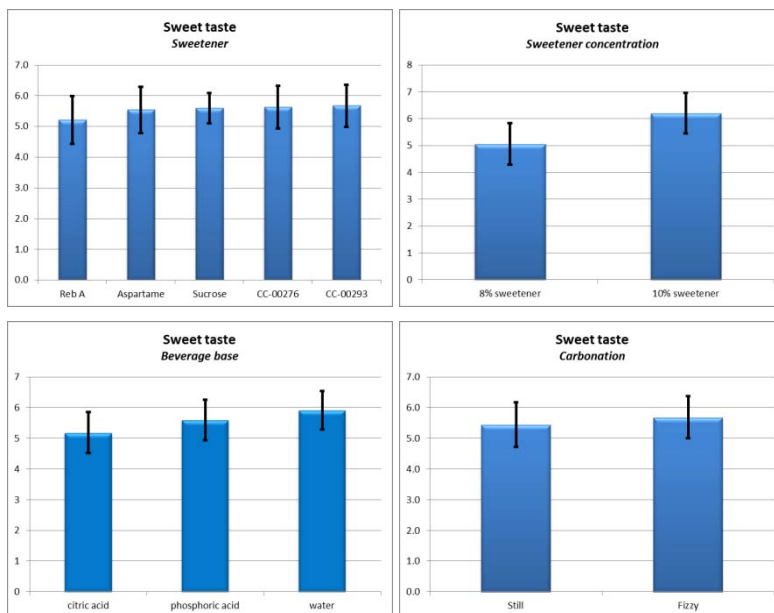 Sweet taste
Sweetener
7.0
6.0
5.0
4.0
3.0
2.0
1.0
0.0
Reb A Aspartame Sucrose CC-00276 CC-00293
Sweet taste
Sweetener concentration
8
7
6
5
4
3
2
1
0
8% sweetener 10% sweetener
Sweet taste
Beverage base
7
6
5
4
3
2
1
0
citric acid phosphoric acid water
Sweet taste
Carbonation
7.0
6.0
5.0
4.0
3.0
2.0
1.0
0.0
Still Fizzy